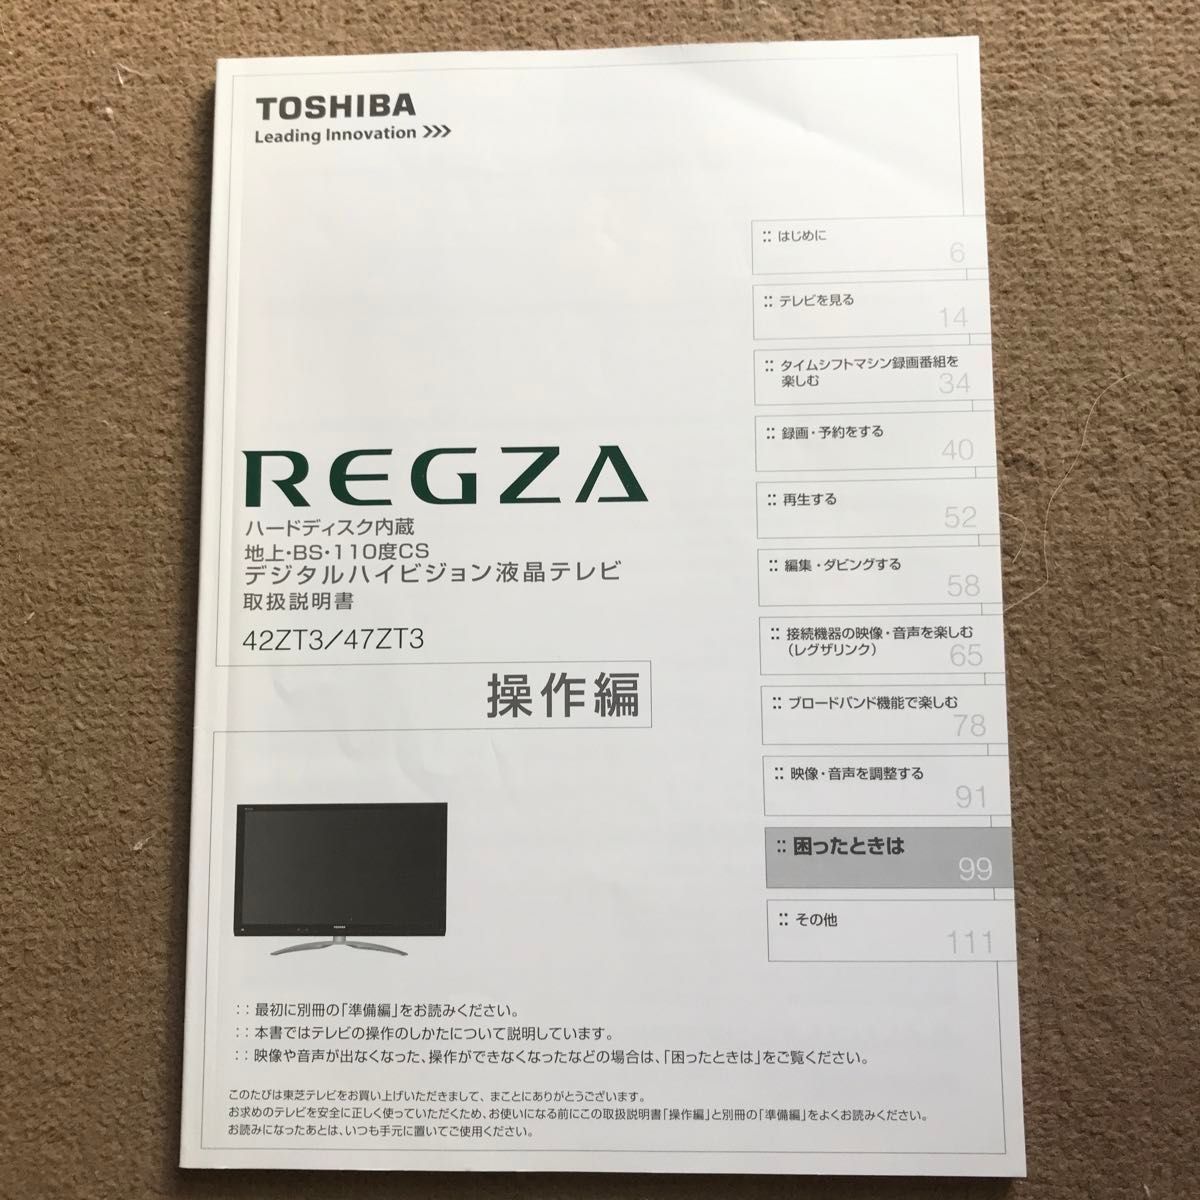 TOSHIBA
Leading Innovation >>>
:: はじめに
6
:: テレビを見る
14
:: タイムシフトマシン録画番組を
楽しむ
34
:: 録画・予約をする
40
:: 再生する
52
:: 編集・ダビングする
58
:: 接続機器の映像・音声を楽しむ
(レグザリンク)
65
:: ブロードバンド機能で楽しむ
78
:: 映像・音声を調整する
91
:: 困ったときは
99
:: その他
111
REGZA
ハードディスク内蔵
地上・BS・110度CS
デジタルハイビジョン液晶テレビ
取扱説明書
42ZT3/47ZT3
操作編
TOSHIBA
:: 最初に別冊の「準備編」をお読みください。
:: 本書ではテレビの操作のしかたについて説明しています。
:: 映像や音声が出なくなった、操作ができなくなったなどの場合は、「困ったときは」をご覧ください。
このたびは東芝テレビをお買い上げいただきまして、まことにありがとうございます。
お求めのテレビを安全に正しく使っていただくため、お使いになる前にこの取扱説明書「操作編」と別冊の「準備編」をよくお読みください。
お読みになったあとは、いつも手元に置いてご使用ください。